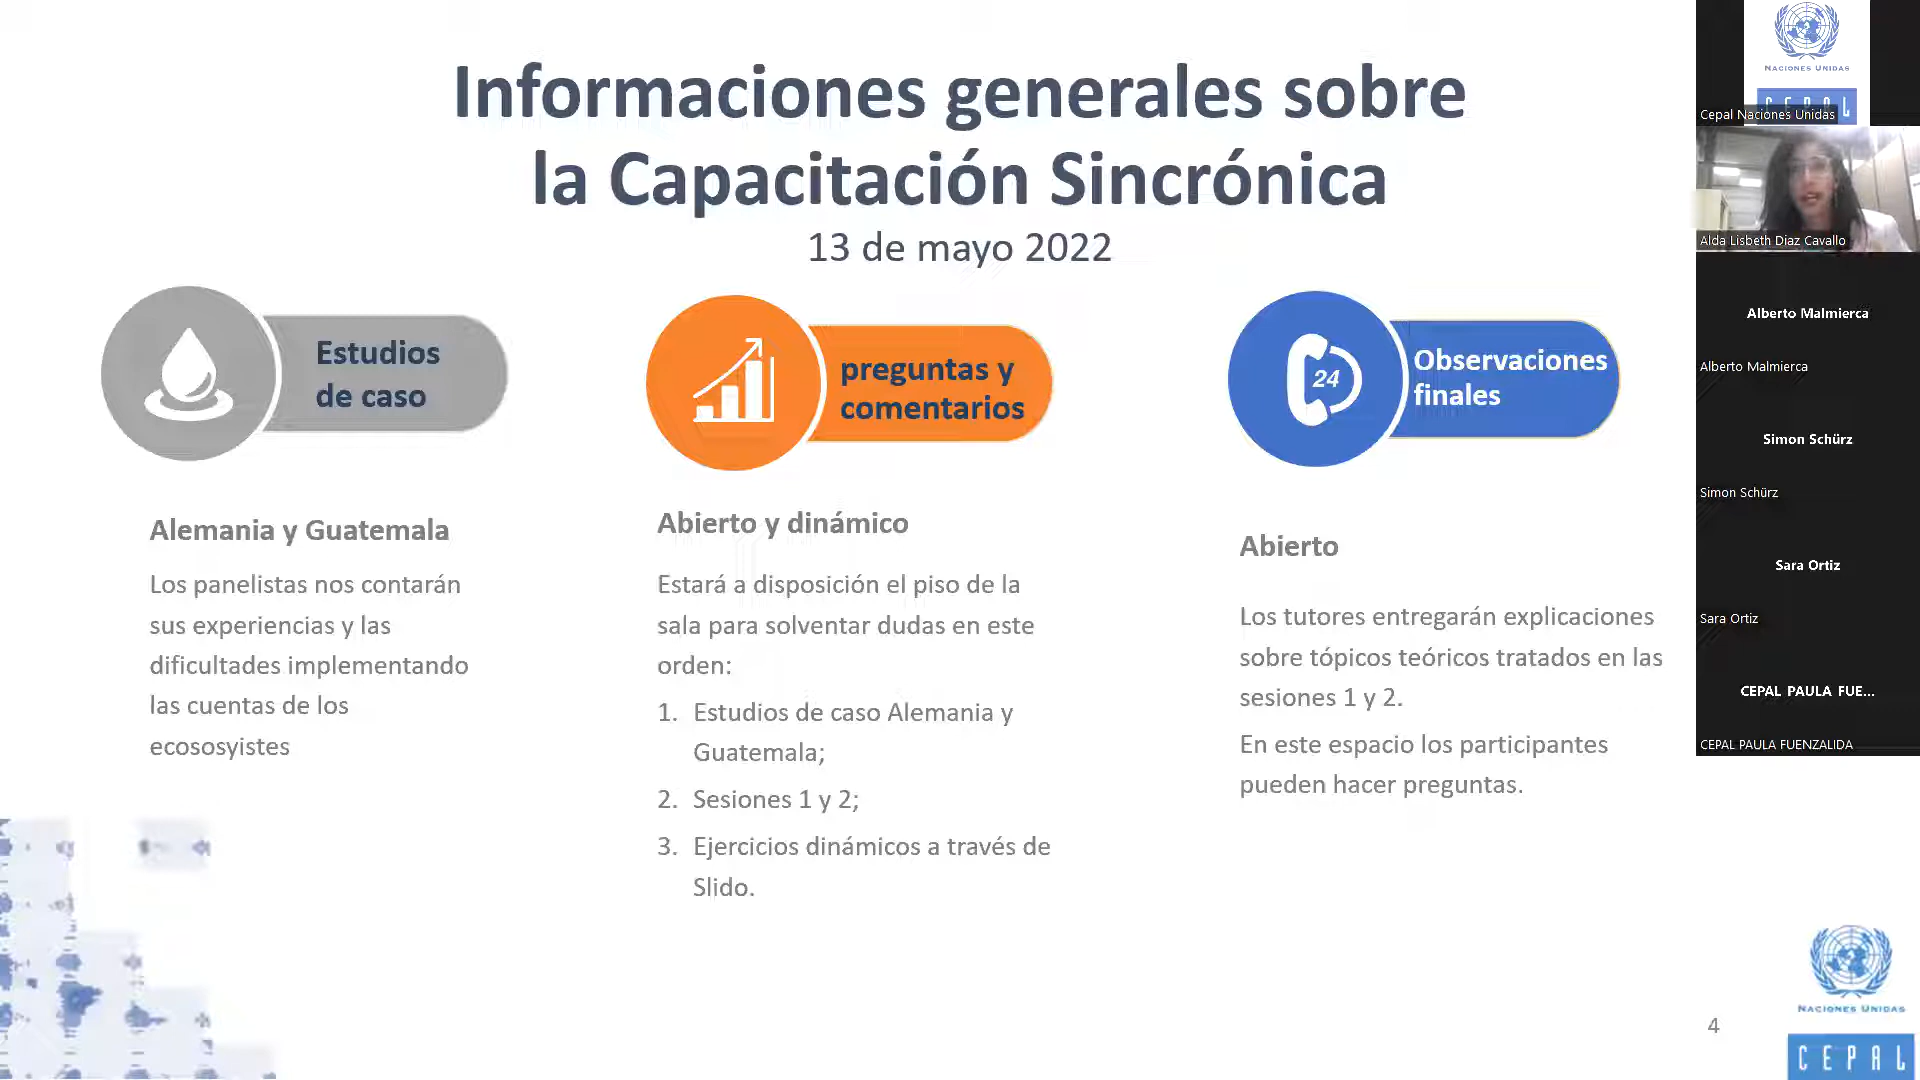 Informaciones generales sobre
la Capacitación Sincrónica
13 de mayo 2022
Estudios
de caso
Alemania y Guatemala
Los panelistas nos contarán
sus experiencias y las
dificultades implementando
las cuentas de los
ecososyistes
preguntas y
comentarios
Abierto y dinámico
Estará a disposición el piso de la
sala para solventar dudas en este
orden:
1. Estudios de caso Alemania y
Guatemala;
2. Sesiones 1 y 2;
3. Ejercicios dinámicos a través de
Slido.
24
Observaciones
finales
Abierto
Los tutores entregarán explicaciones
sobre tópicos teóricos tratados en las
sesiones 1 y 2.
En este espacio los participantes
pueden hacer preguntas.
NACIONES UNIDAS
CEPAL
Cepal Naciones Unidas
Alda Lisbeth Diaz Cavallo
Alberto Malmierca
Alberto Malmierca
Simon Schürz
Simon Schürz
Sara Ortiz
Sara Ortiz
CEPAL PAULA FUE...
CEPAL PAULA FUENZALIDA
4
NACIONES UNIDAS
CEPAL